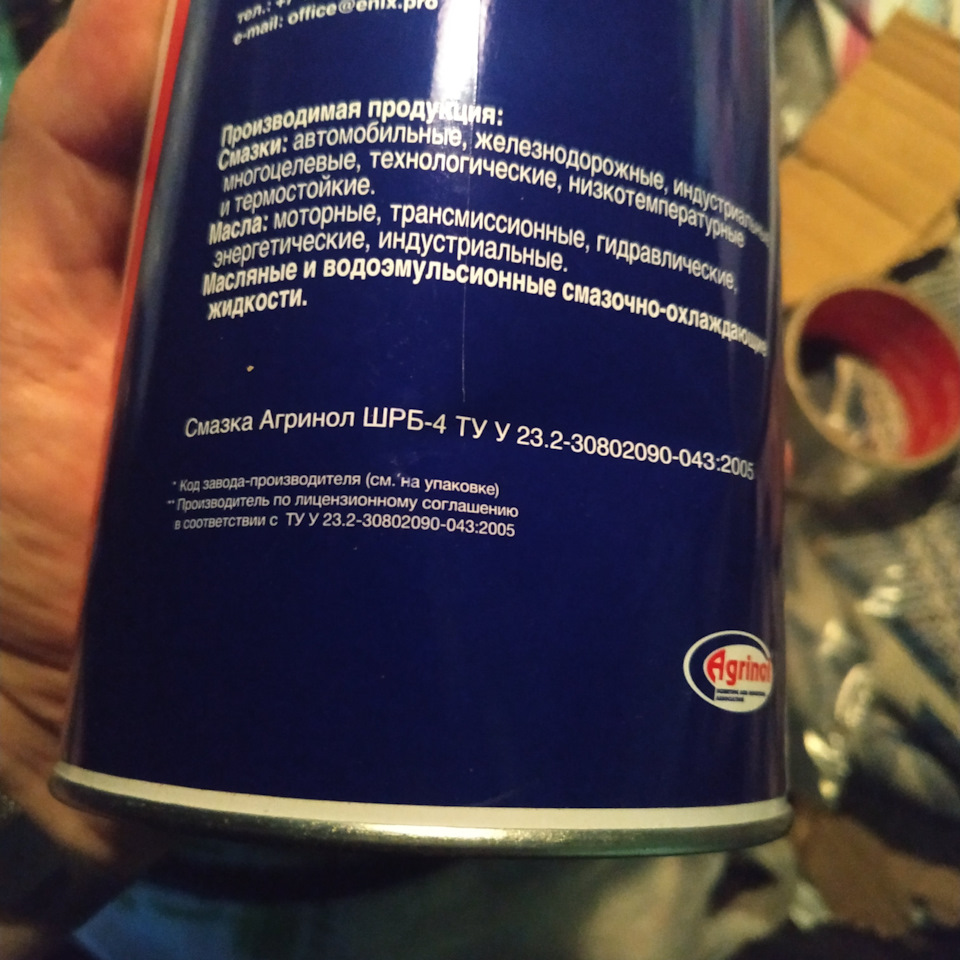 тел.:
e-mail: office@enix.pro
Производимая продукция:
Смазки: автомобильные, железнодорожные, индустриальные
многоцелевые, технологические, низкотемпературные
и термостойкие.
Масла: моторные, трансмиссионные, гидравлические,
энергетические, индустриальные.
Масляные и водоэмульсионные смазочно-охлаждающие
жидкости.
Смазка Агринол ШРБ-4 ТУ У 23.2-30802090-043:2005
* Код завода-производителя (см. на упаковке)
** Производитель по лицензионному соглашению
в соответствии с ТУ У 23.2-30802090-043:2005
Agrinol